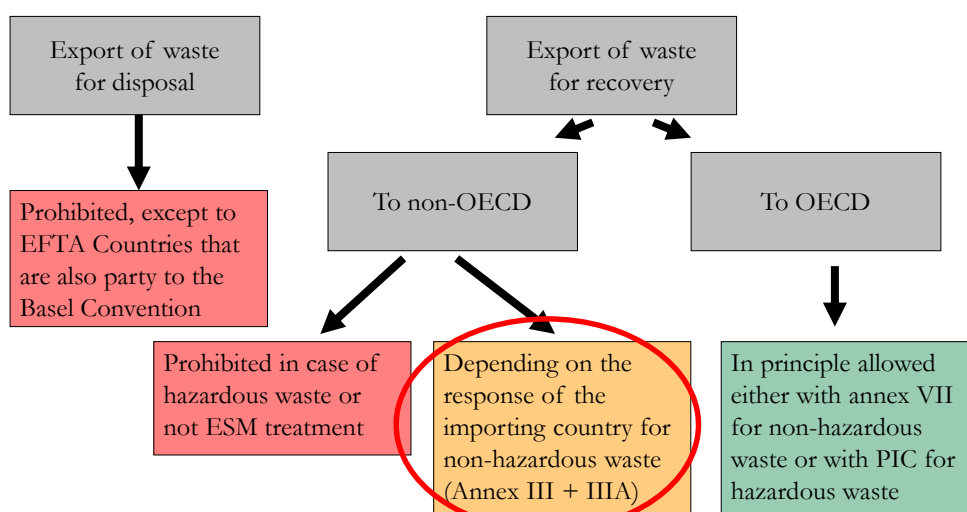 Export of waste
for disposal
Export of waste
for recovery
To non-OECD
To OECD
Prohibited, except to
EFTA Countries that
are also party to the
Basel Convention
Prohibited in case of
hazardous waste or
not ESM treatment
Depending on the
response of the
importing country for
non-hazardous waste
(Annex III + IIIA)
In principle allowed
either with annex VII
for non-hazardous
waste or with PIC for
hazardous waste